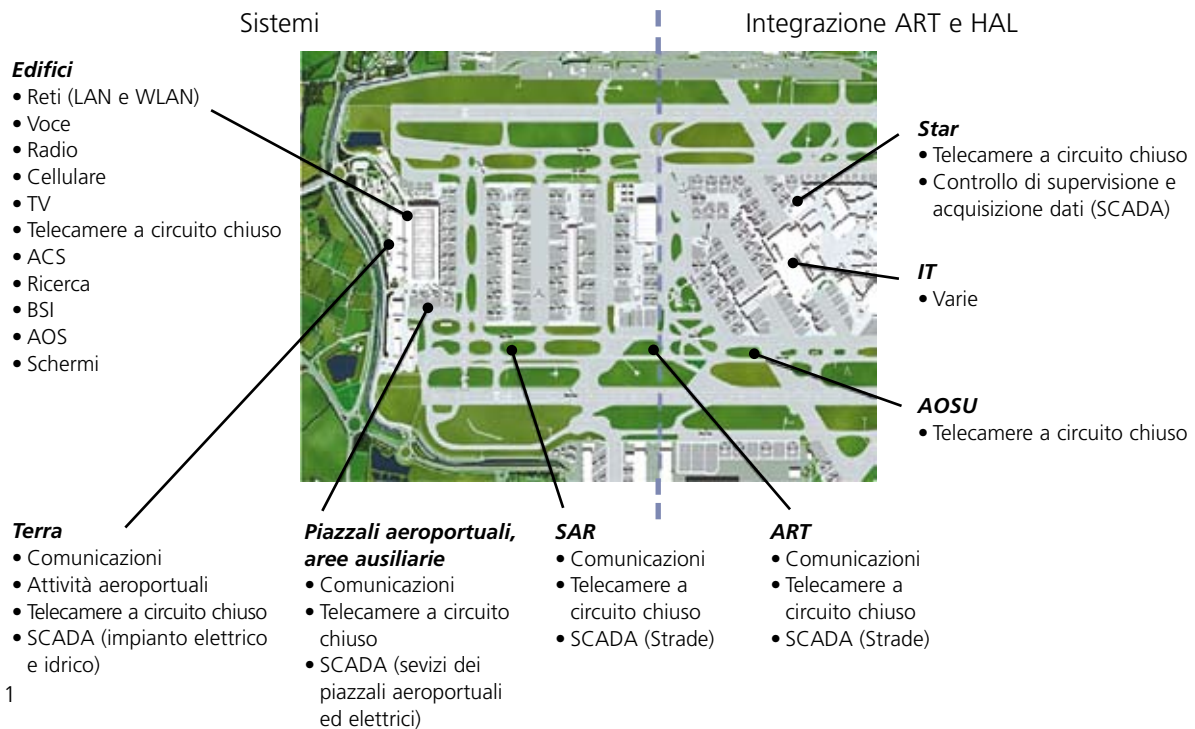 Sistemi
Integrazione ART e HAL
Edifici
• Reti (LAN e WLAN)
• Voce
• Radio
• Cellulare
• TV
• Telecamere a circuito chiuso
• ACS
• Ricerca
• BSI
• AOS
• Schermi
Star
• Telecamere a circuito chiuso
• Controllo di supervisione e
acquisizione dati (SCADA)
IT
• Varie
AOSU
• Telecamere a circuito chiuso
Terra
• Comunicazioni
• Attività aeroportuali
• Telecamere a circuito chiuso
• SCADA (impianto elettrico
e idrico)
Piazzali aeroportuali,
aree ausiliarie
• Comunicazioni
• Telecamere a circuito
chiuso
• SCADA (sevizi dei
piazzali aeroportuali
ed elettrici)
SAR
• Comunicazioni
• Telecamere a
circuito chiuso
• SCADA (Strade)
ART
• Comunicazioni
• Telecamere a
circuito chiuso
• SCADA (Strade)
1